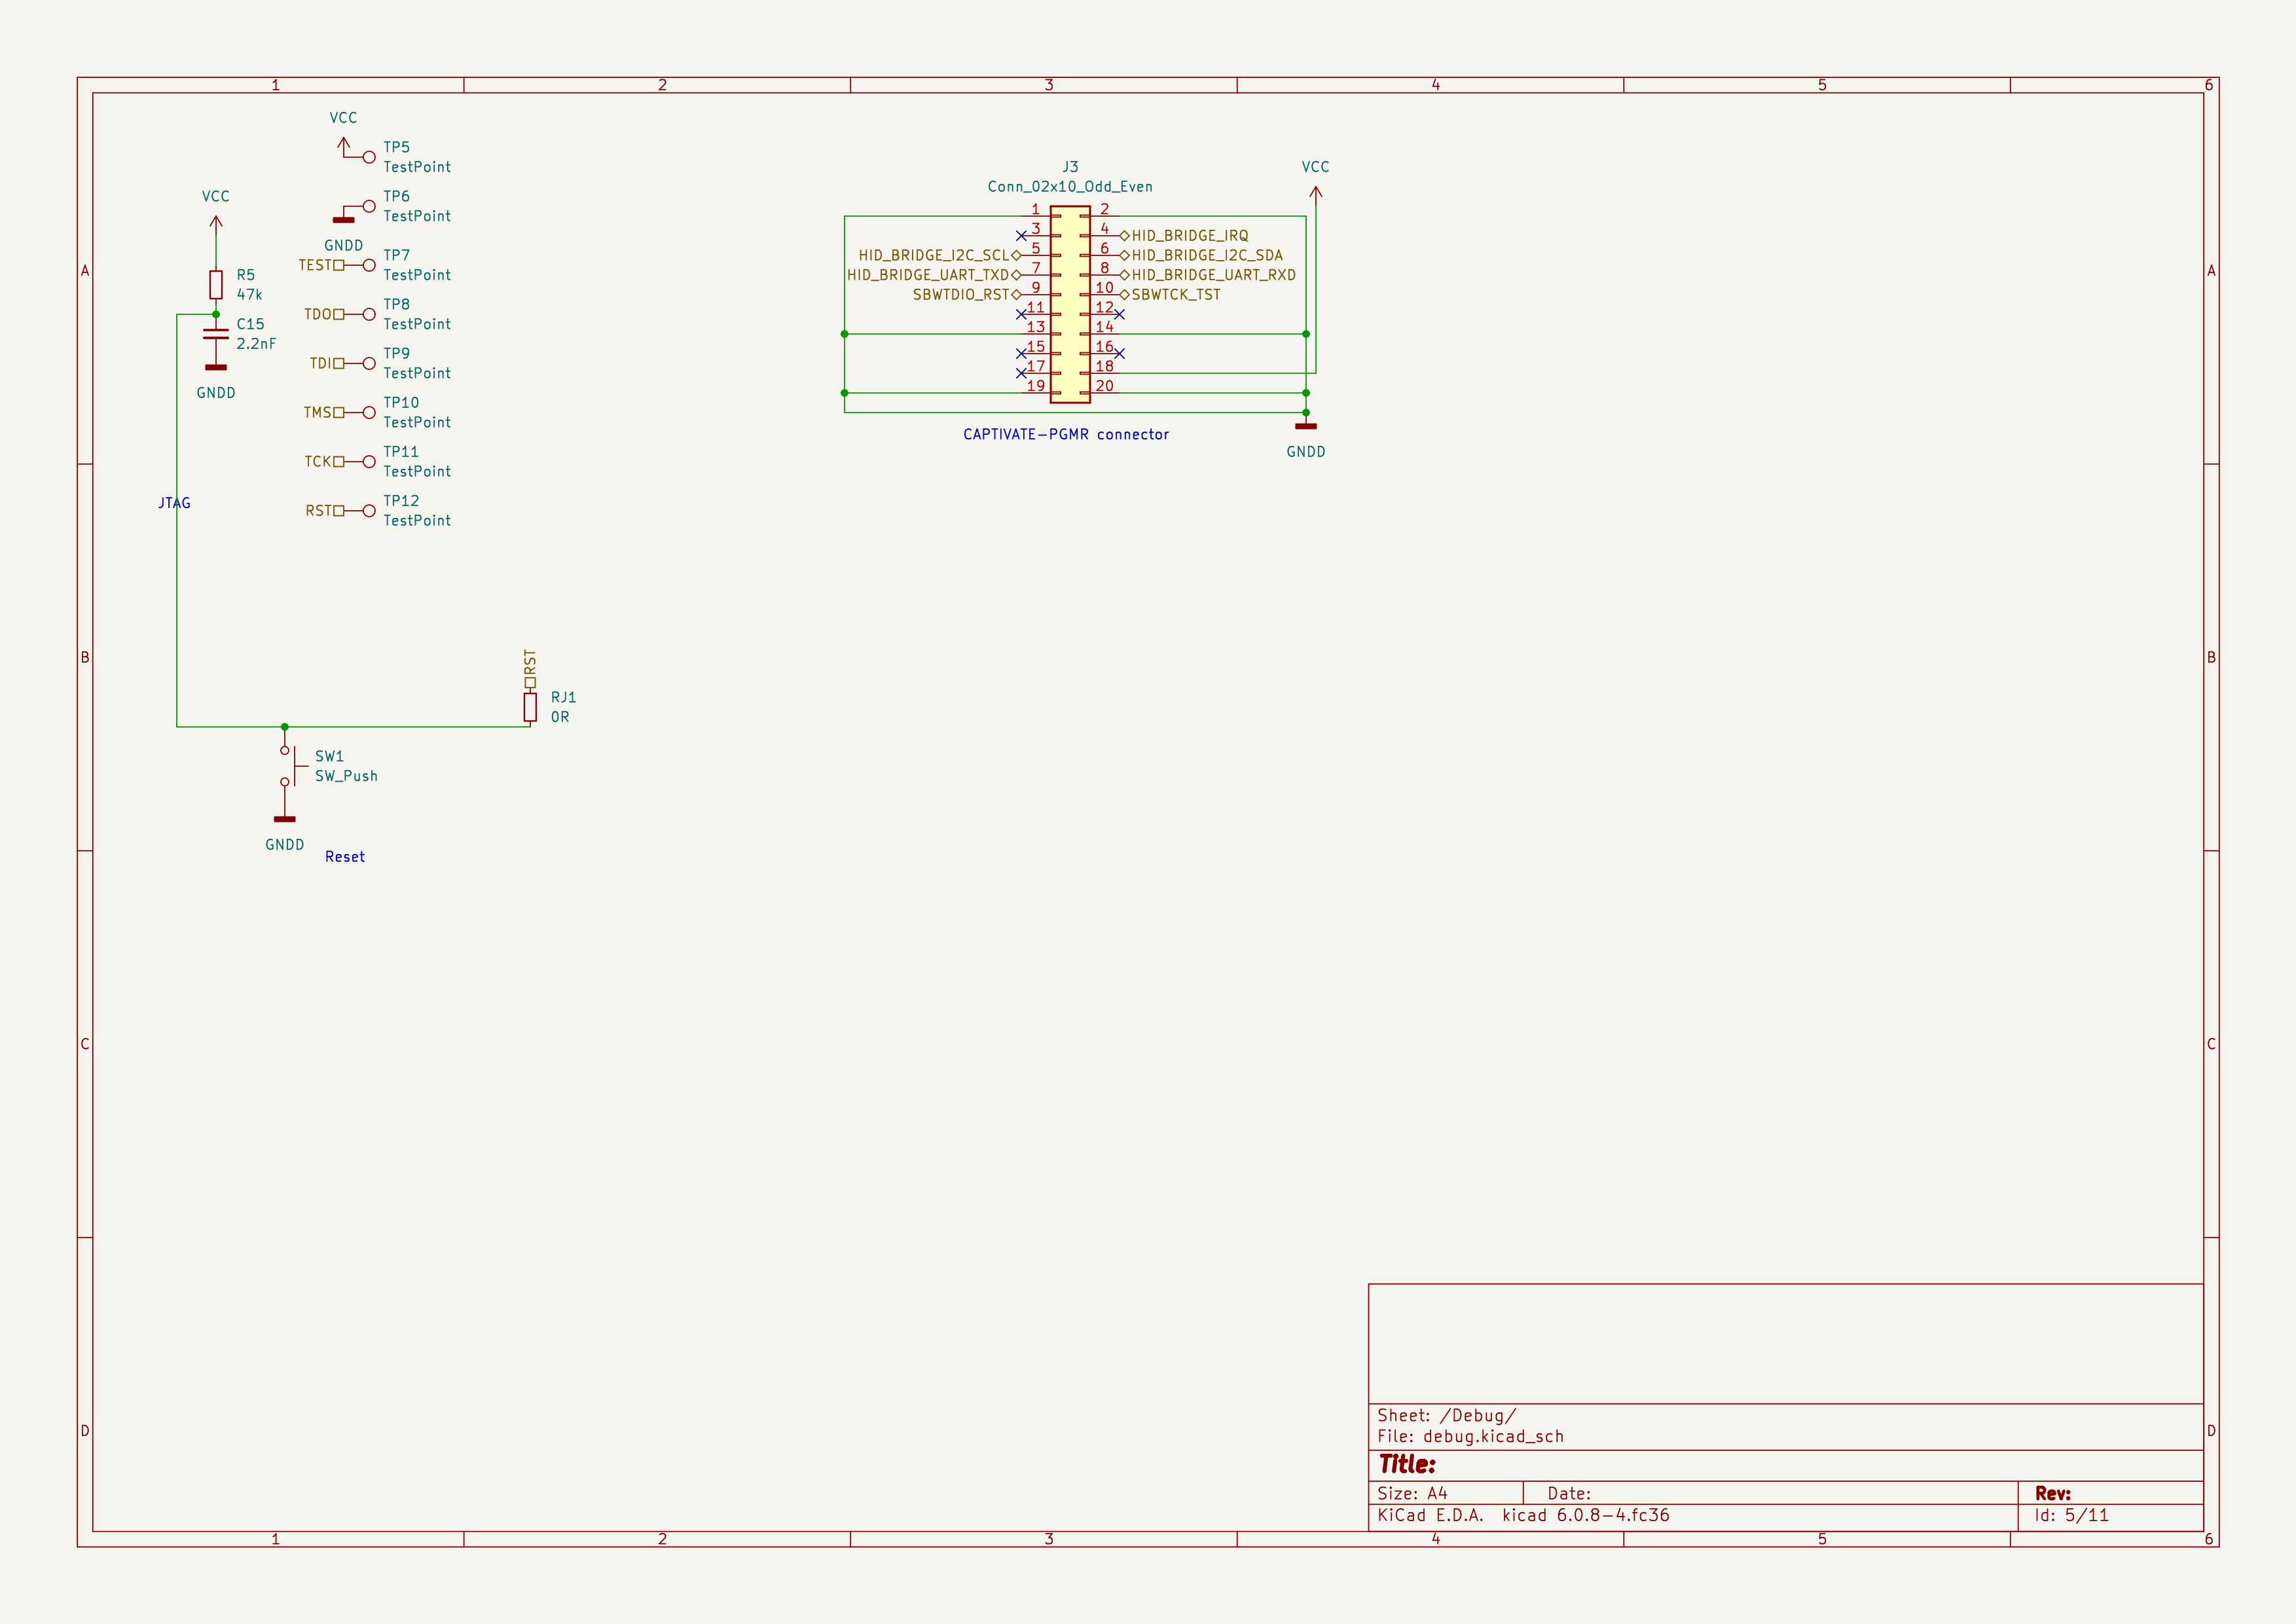 1 2 3 4 5 6
VCC
TP5
TestPoint
VCC
TP6
TestPoint
GNDD
TEST
TP7
TestPoint
R5
47k
TDO
TP8
TestPoint
C15
2.2nF
TDI
TP9
TestPoint
GNDD
TMS
TP10
TestPoint
TCK
TP11
TestPoint
JTAG
RST
TP12
TestPoint
J3
Conn_02x10_Odd_Even
VCC
1 2
3 4 HID_BRIDGE_IRQ
HID_BRIDGE_I2C_SCL 5 6 HID_BRIDGE_I2C_SDA
HID_BRIDGE_UART_TXD 7 8 HID_BRIDGE_UART_RXD
SBWTDIO_RST 9 10 SBWTCK_TST
11 12
13 14
15 16
17 18
19 20
CAPTIVATE-PGMR connector
GNDD
RST
RJ1
0R
SW1
SW_Push
GNDD
Reset
A A
B B
C C
D D
Sheet: /Debug/
File: debug.kicad_sch
Title:
Size: A4 Date: Rev:
KiCad E.D.A. kicad 6.0.8-4.fc36 Id: 5/11
1 2 3 4 5 6